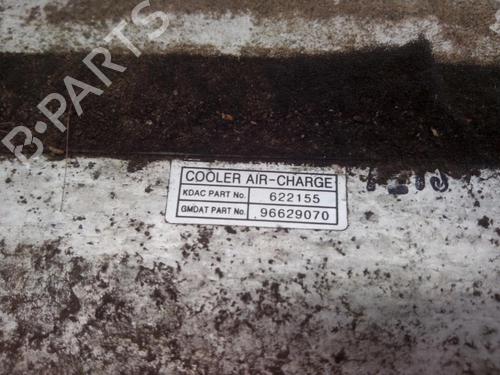 B-PARTS
COOLER AIR-CHARGE
KDAC PART No. 622155
GMDAT PART No. 96629070